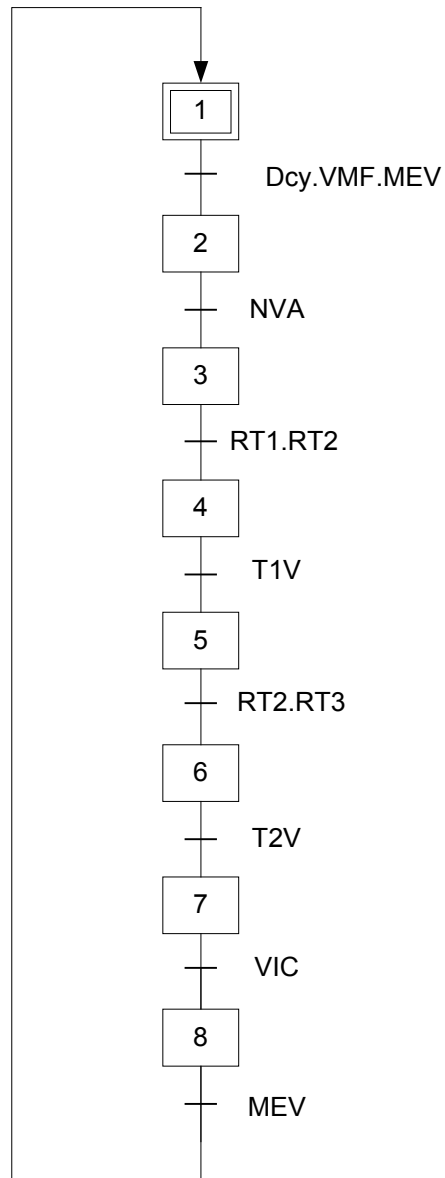 1
Dcy.VMF.MEV
2
NVA
3
RT1.RT2
4
T1V
5
RT2.RT3
6
T2V
7
VIC
8
MEV